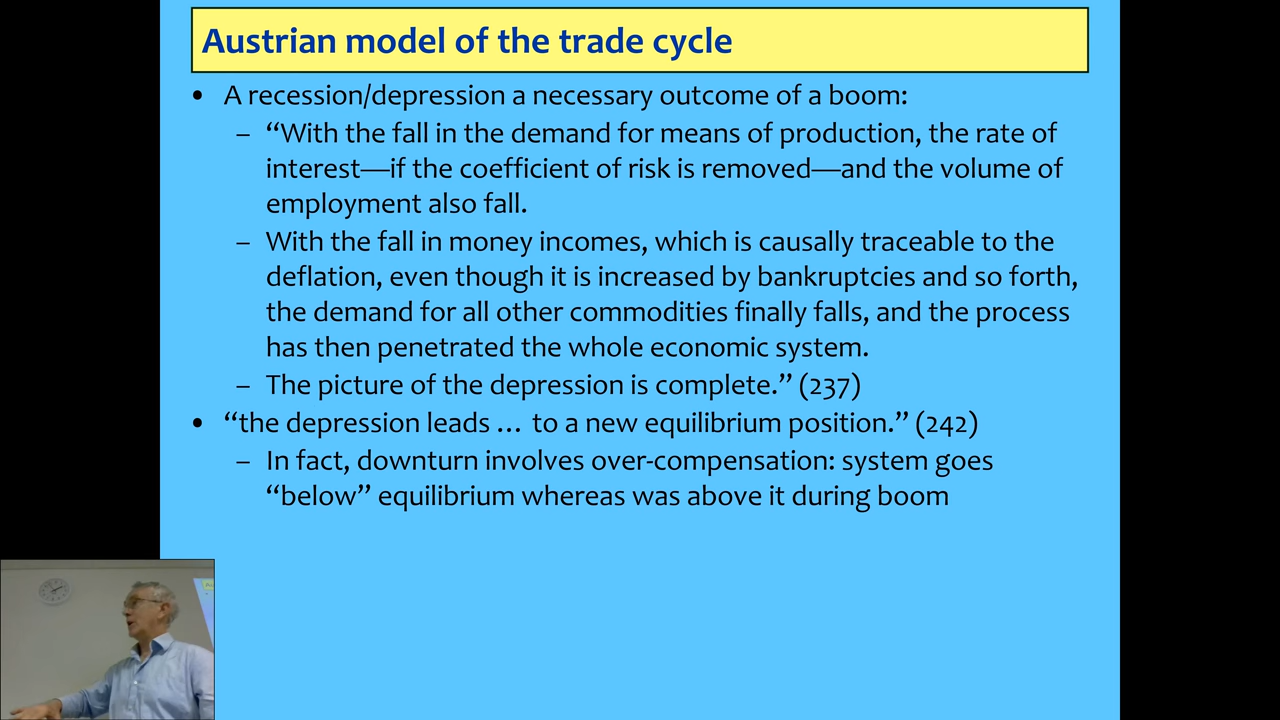 Austrian model of the trade cycle
• A recession/depression a necessary outcome of a boom:
– “With the fall in the demand for means of production, the rate of
interest—if the coefficient of risk is removed—and the volume of
employment also fall.
– With the fall in money incomes, which is causally traceable to the
deflation, even though it is increased by bankruptcies and so forth,
the demand for all other commodities finally falls, and the process
has then penetrated the whole economic system.
– The picture of the depression is complete.” (237)
• “the depression leads … to a new equilibrium position.” (242)
– In fact, downturn involves over-compensation: system goes
“below” equilibrium whereas was above it during boom